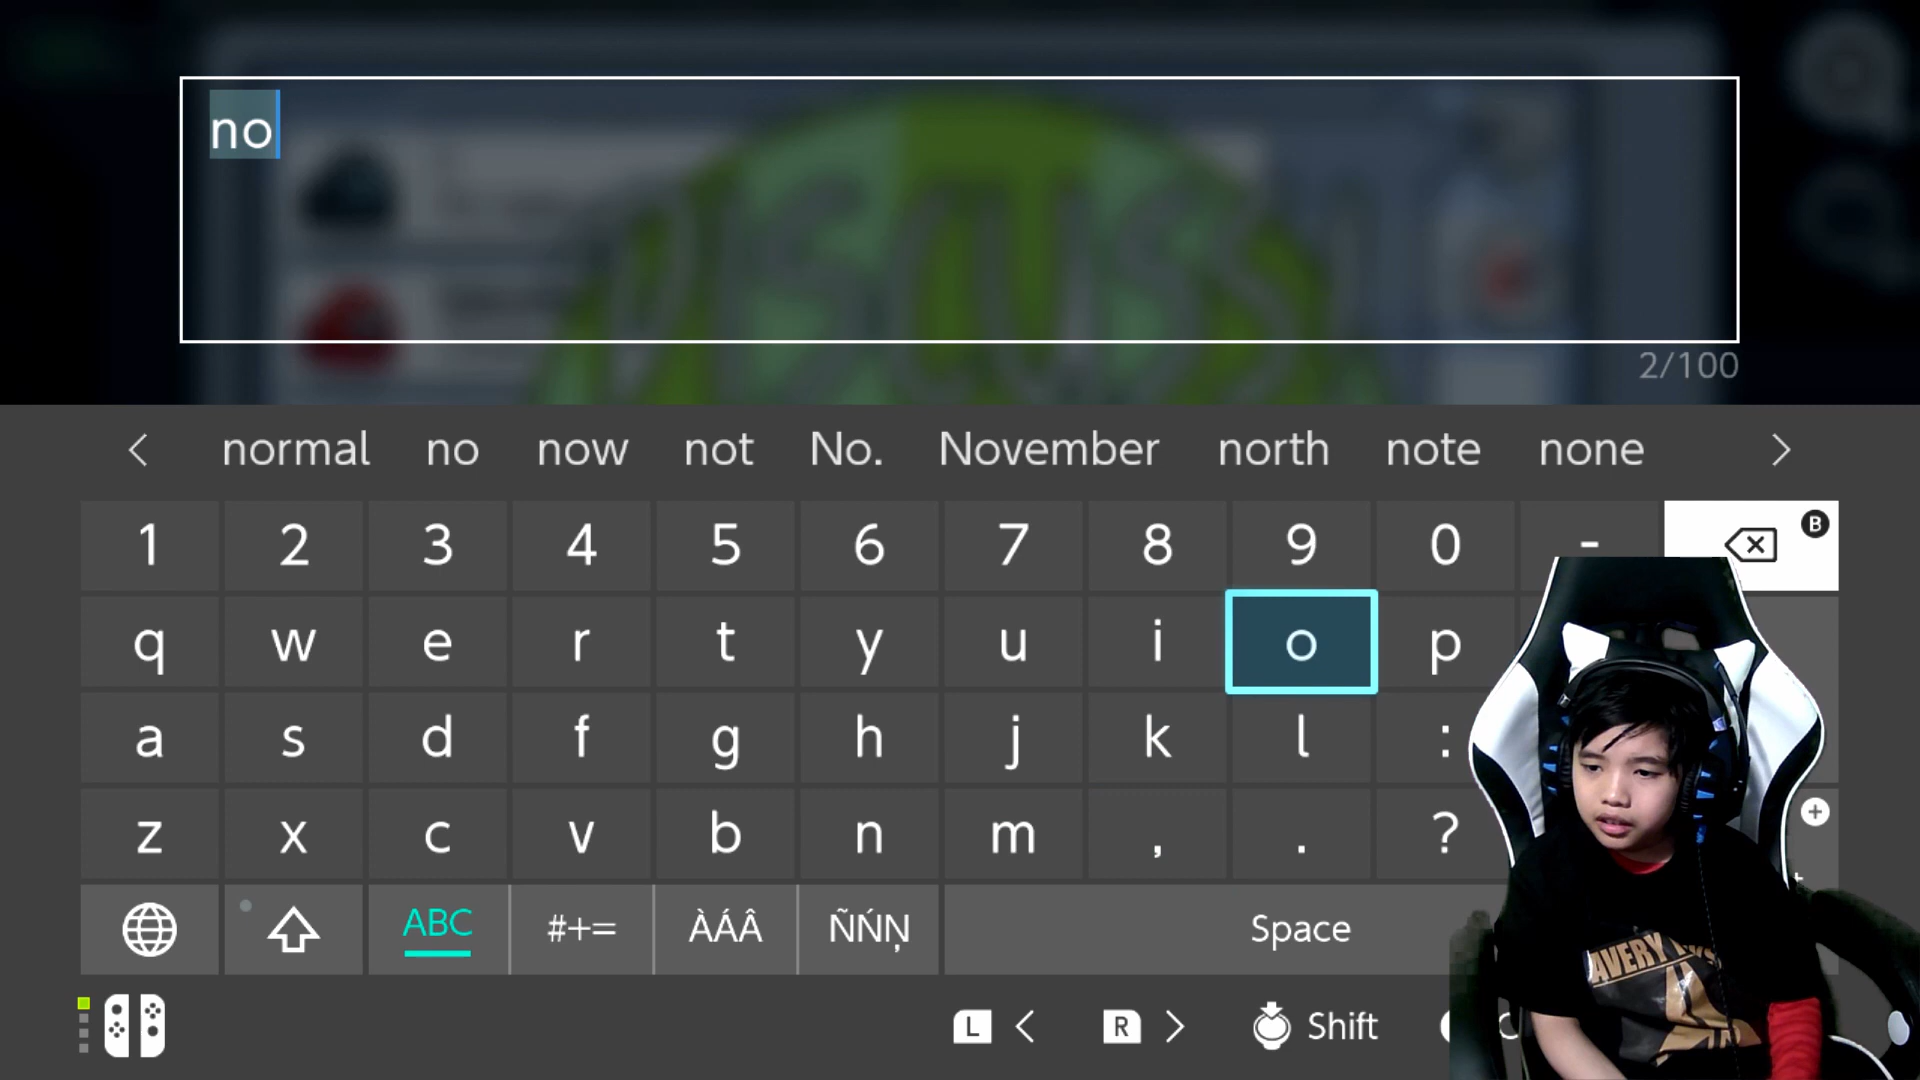 no
DISCUSS!
2/100
normal no now not No. November north note none
1 2 3 4 5 6 7 8 9 0 - B
q w e r t y u i o p
a s d f g h j k l :
z x c v b n m , . ? +
ABC #+= ÀÁÂ ÑŃŅ Space
L R Shift
AVERY